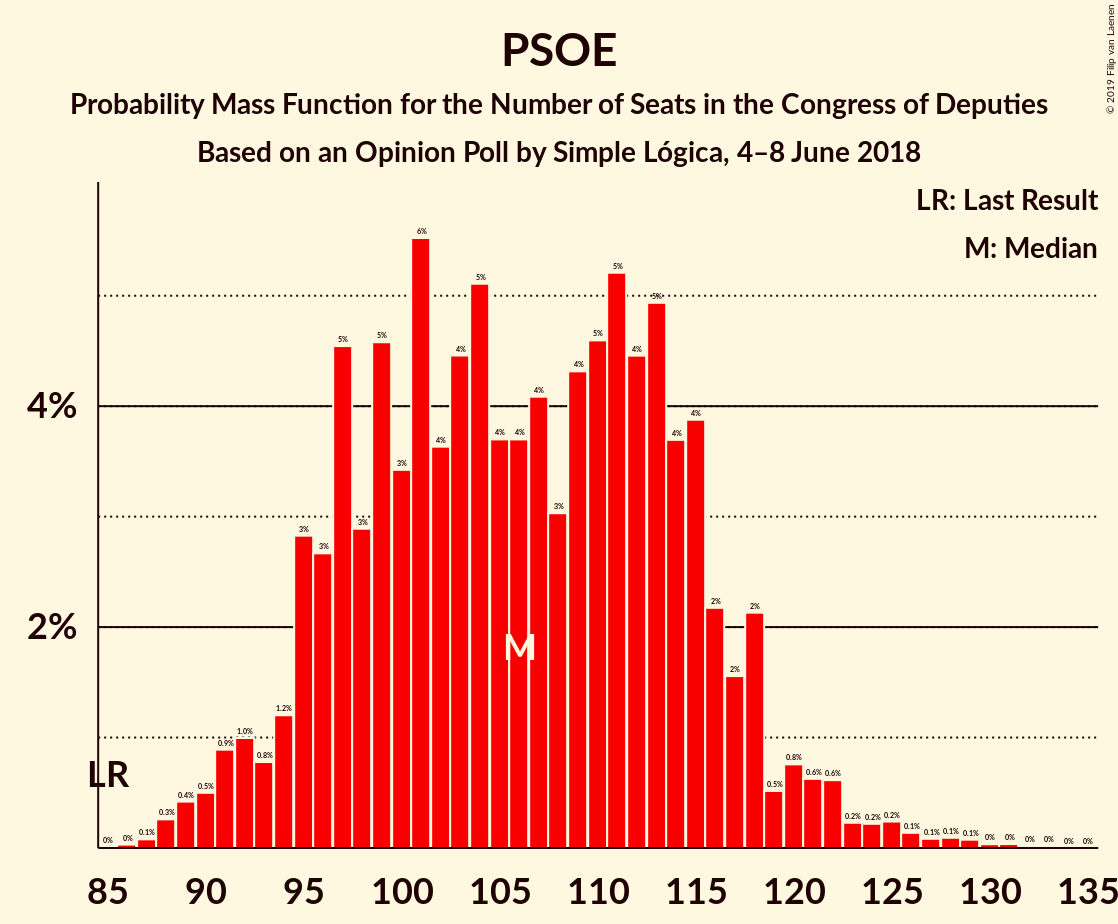 PSOE
Probability Mass Function for the Number of Seats in the Congress of Deputies
Based on an Opinion Poll by Simple Lógica, 4–8 June 2018
© 2019 Filip van Laenen
LR: Last Result
M: Median
4%
2%
LR
M
0% 0% 0.1% 0.3% 0.4% 0.5% 0.9% 1.0% 0.8% 1.2% 3% 3% 5% 3% 5% 3% 6% 4% 4% 5% 4% 4% 4% 3% 4% 5% 5% 4% 5% 4% 4% 2% 2% 2% 0.5% 0.8% 0.6% 0.6% 0.2% 0.2% 0.2% 0.1% 0.1% 0.1% 0.1% 0% 0% 0% 0% 0% 0%
85 90 95 100 105 110 115 120 125 130 135